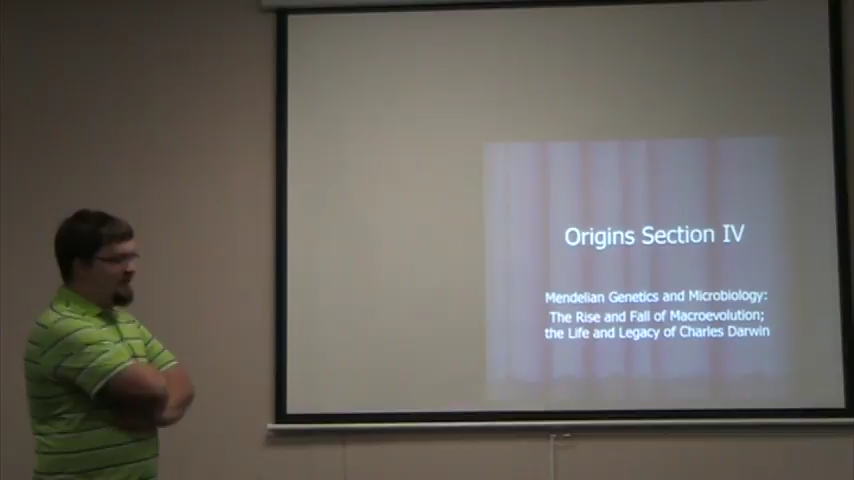 Origins Section IV
Mendelian Genetics and Microbiology:
The Rise and Fall of Macroevolution;
the Life and Legacy of Charles Darwin